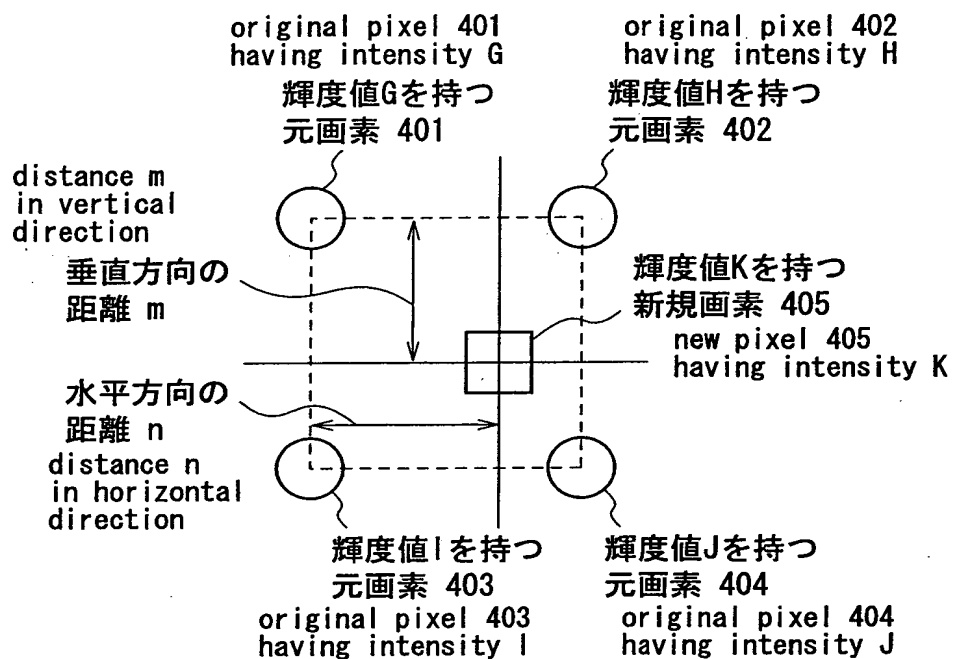 original pixel 401
having intensity G
輝度値Gを持つ
元画素 401
original pixel 402
having intensity H
輝度値Hを持つ
元画素 402
distance m
in vertical
direction
垂直方向の
距離 m
輝度値Kを持つ
新規画素 405
new pixel 405
having intensity K
水平方向の
距離 n
distance n
in horizontal
direction
輝度値Iを持つ
元画素 403
original pixel 403
having intensity I
輝度値Jを持つ
元画素 404
original pixel 404
having intensity J